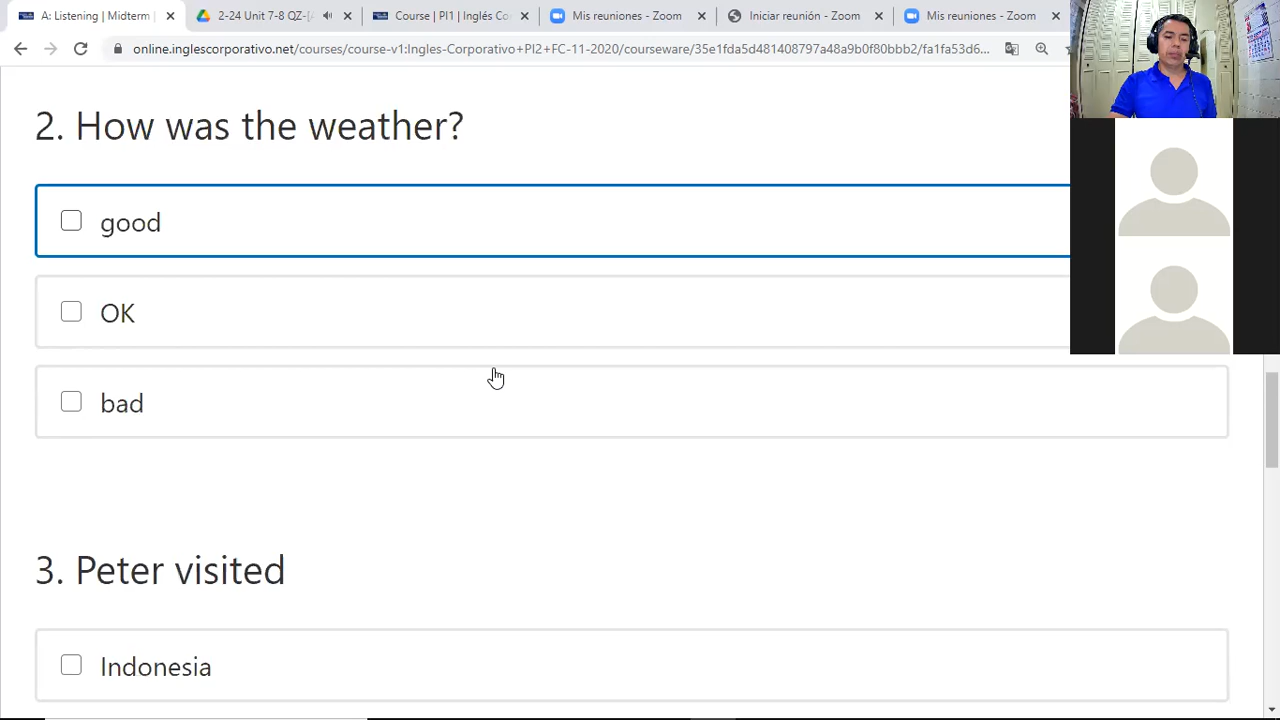 A: Listening | Midterm
2-24 Unit 7-8 QZ-[
| PI1 | Inglés Co
Mis reuniones - Zoom
Iniciar reunión - Zoom
Mis reuniones - Zoom
online.inglescorporativo.net/courses/course-v1:Ingles-Corporativo+PI2+FC-11-2020/courseware/35e1fda5d481408797a48a9b0f80bbb2/fa1fa53d6...
2. How was the weather?
good
OK
bad
3. Peter visited
Indonesia